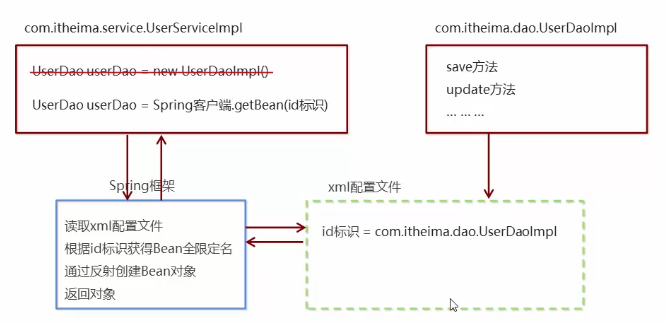 com.itheima.service.UserServiceImpl
com.itheima.dao.UserDaoImpl
UserDao userDao = new UserDaoImpl()
UserDao userDao = Spring客户端.getBean(id标识)
save方法
update方法
... ... ...
Spring框架
xml配置文件
读取xml配置文件
根据id标识获得Bean全限定名
通过反射创建Bean对象
返回对象
id标识 = com.itheima.dao.UserDaoImpl